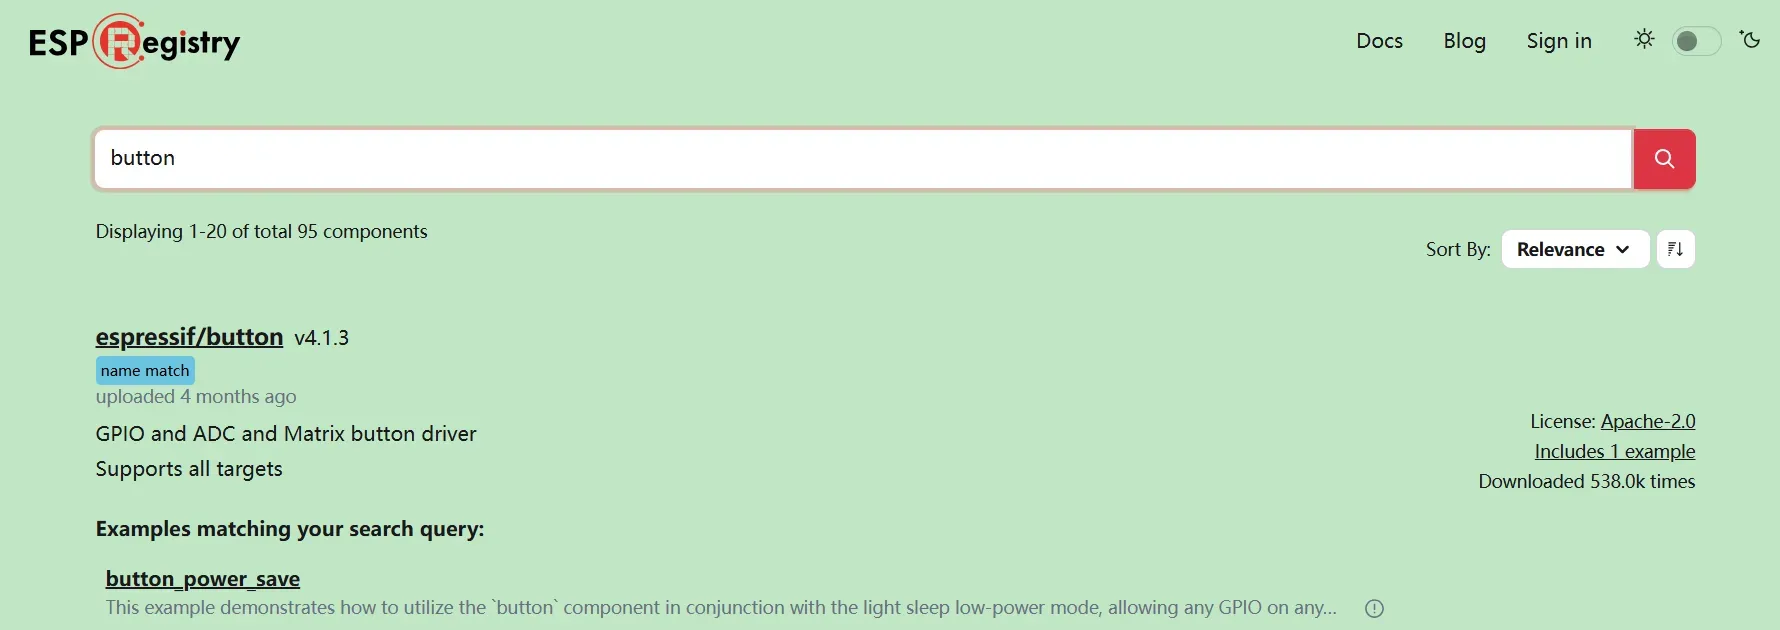 ESP Registry
Docs Blog Sign in
button
Displaying 1-20 of total 95 components
Sort By: Relevance
espressif/button v4.1.3
name match
uploaded 4 months ago
GPIO and ADC and Matrix button driver
Supports all targets
License: Apache-2.0
Includes 1 example
Downloaded 538.0k times
Examples matching your search query:
button_power_save
This example demonstrates how to utilize the `button` component in conjunction with the light sleep low-power mode, allowing any GPIO on any...